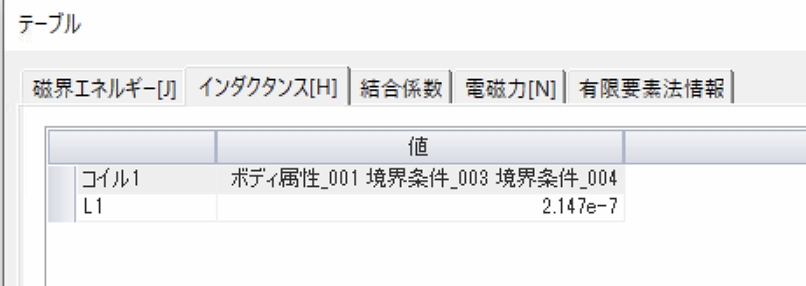 テーブル
磁界エネルギー[J] インダクタンス[H] 結合係数 電磁力[N] 有限要素法情報
値
コイル1 ボディ属性_001 境界条件_003 境界条件_004
L1 2.147e-7